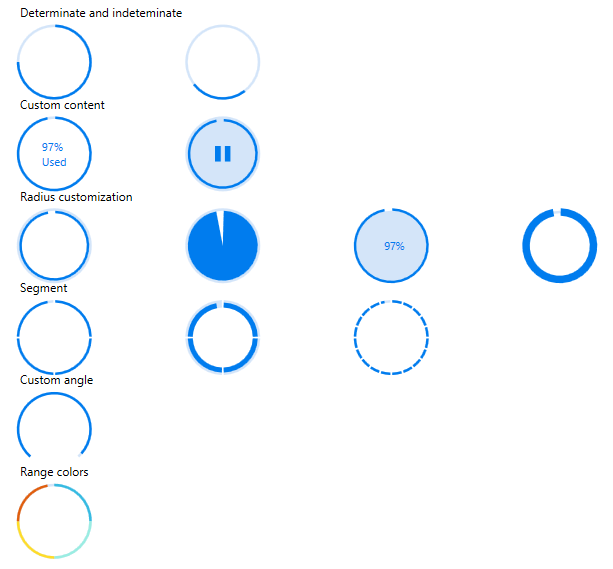 Determinate and indeteminate
Custom content
97%
Used
Radius customization
97%
Segment
Custom angle
Range colors